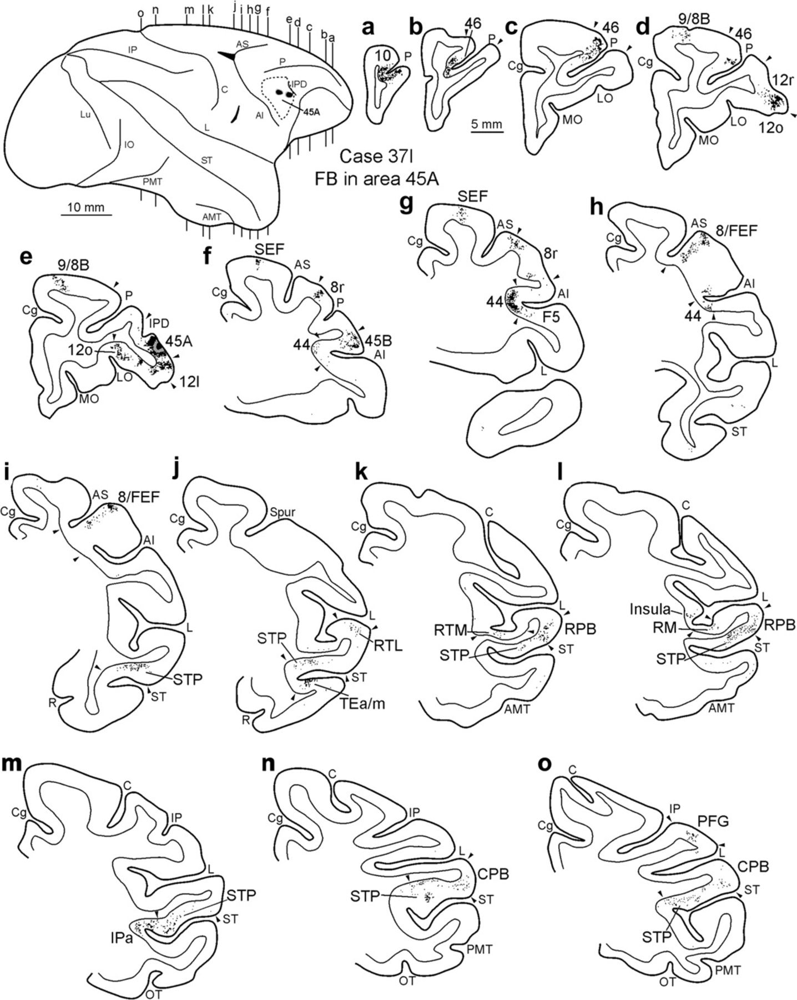 o n m l k j i h g f e d c b a
AS
IP
P
IPD
C
45A
Lu
AI
L
IO
ST
PMT
AMT
10 mm
Case 37l
FB in area 45A
a
10
P
b
46
P
5 mm
c
46
P
Cg
LO
MO
d
9/8B
46
P
Cg
12r
LO
12o
MO
e
9/8B
P
Cg
IPD
45A
12o
LO
12l
MO
f
SEF
AS
Cg
8r
P
44
45B
AI
g
SEF
AS
Cg
8r
AI
44
F5
L
h
AS
8/FEF
Cg
AI
44
L
ST
i
AS
8/FEF
Cg
AI
L
STP
ST
R
j
Spur
Cg
L
STP
RTL
ST
TEa/m
R
k
C
Cg
L
RTM
RPB
STP
ST
AMT
l
C
Cg
L
Insula
RM
RPB
ST
STP
AMT
m
C
Cg
IP
L
STP
ST
IPa
OT
n
C
Cg
IP
L
CPB
STP
ST
PMT
OT
o
C
Cg
IP
PFG
L
CPB
ST
STP
PMT
OT